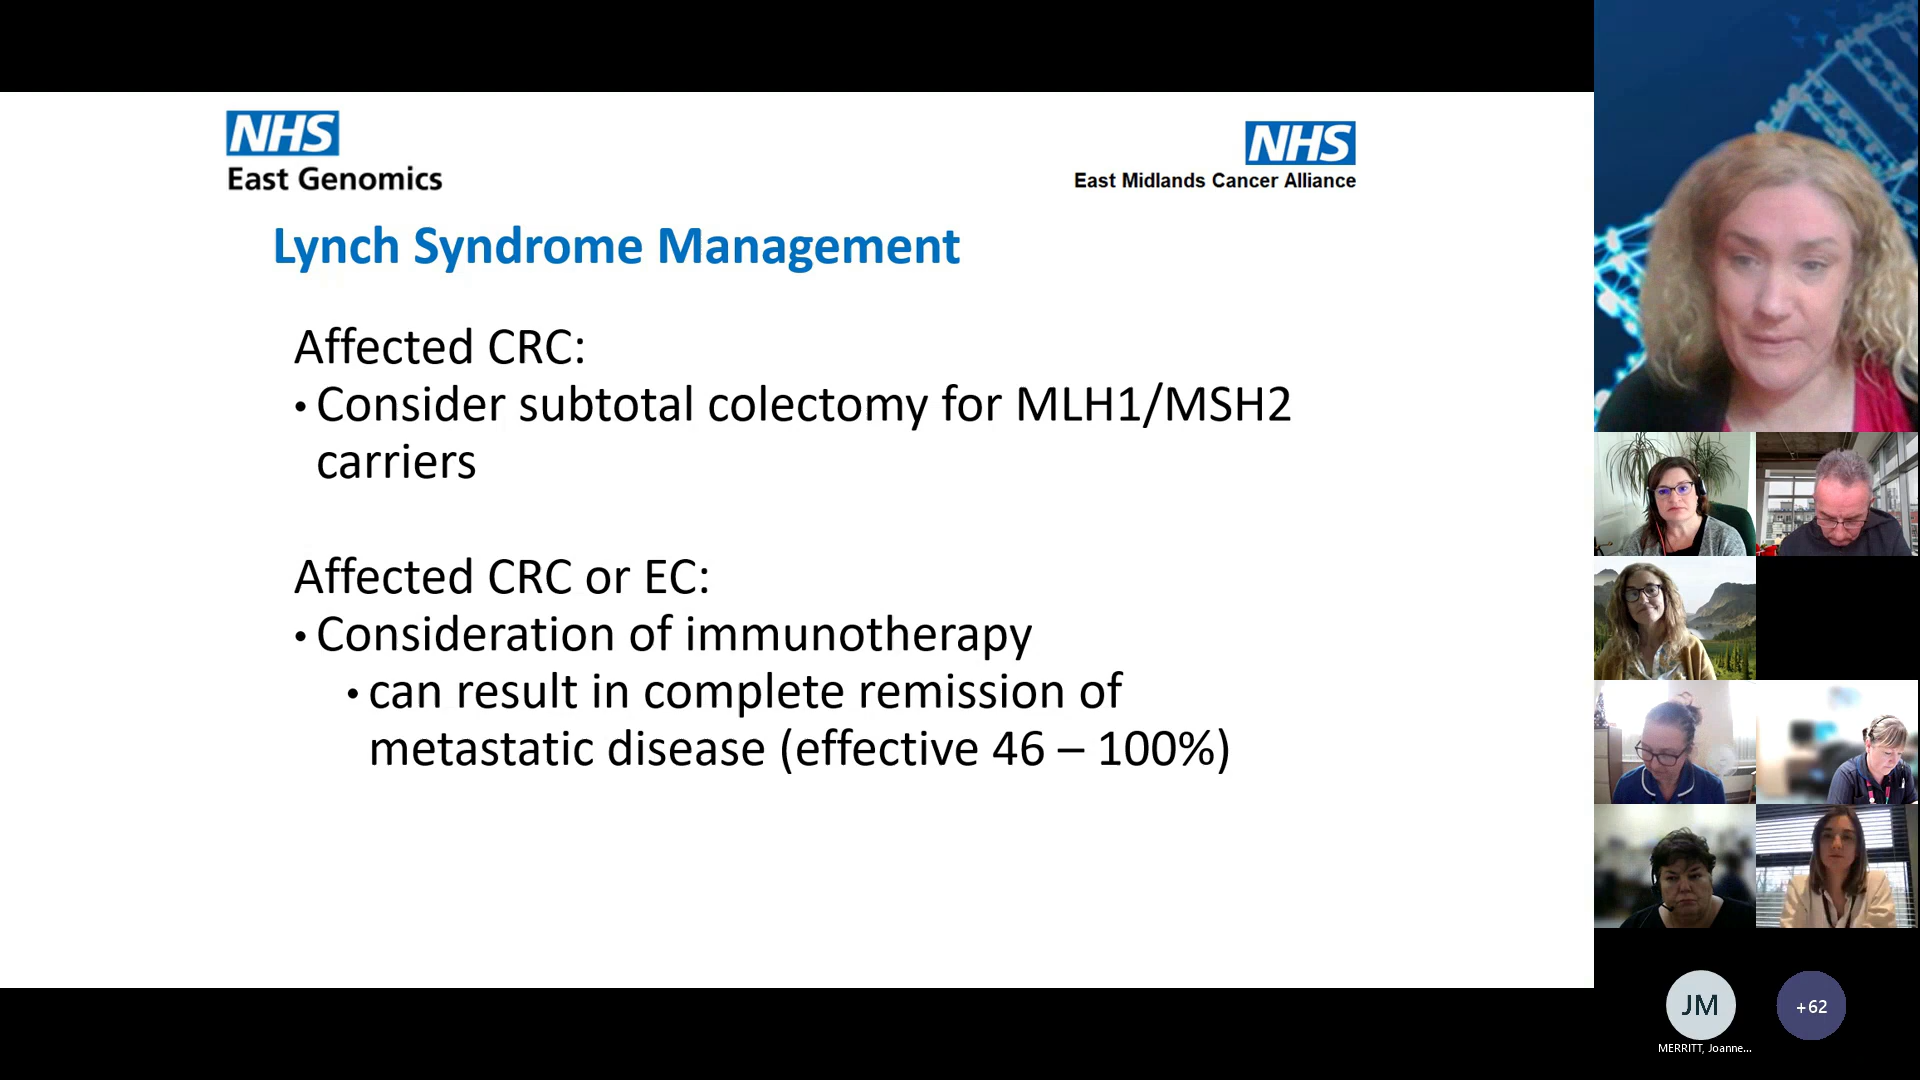 NHS
East Genomics
NHS
East Midlands Cancer Alliance
Lynch Syndrome Management
Affected CRC:
• Consider subtotal colectomy for MLH1/MSH2
carriers
Affected CRC or EC:
• Consideration of immunotherapy
• can result in complete remission of
metastatic disease (effective 46 – 100%)
JM
+62
MERRITT, Joanne...